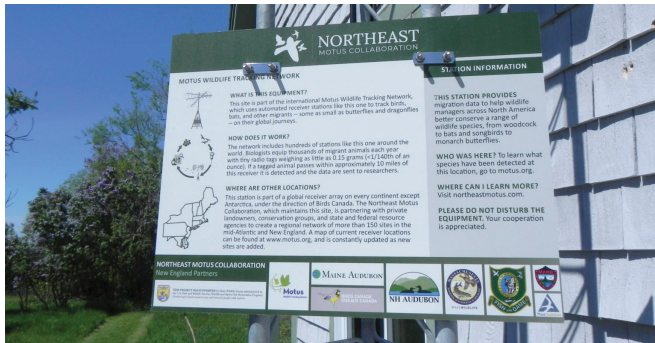 NORTHEAST
MOTUS COLLABORATION
MOTUS WILDLIFE TRACKING NETWORK
WHAT IS THIS EQUIPMENT?
This site is part of the international Motus Wildlife Tracking Network,
which uses automated receiver stations like this one to track birds,
bats, and other migrants -- some as small as butterflies and dragonflies
-- on their global journeys.
HOW DOES IT WORK?
The network includes hundreds of stations like this one around the
world. Biologists equip thousands of migrant animals each year
with tiny radio tags weighing as little as 0.15 grams (<1/140th of an
ounce). If a tagged animal passes within approximately 10 miles of
this receiver it is detected and the data are sent to researchers.
WHERE ARE OTHER LOCATIONS?
This station is part of a global receiver array on every continent except
Antarctica, under the direction of Birds Canada. The Northeast Motus
Collaboration, which maintains this site, is partnering with private
landowners, conservation groups, and state and federal resource
agencies to create a regional network of more than 150 sites in the
mid-Atlantic and New England. A map of current receiver locations
can be found at www.motus.org, and is constantly updated as new
sites are added.
STATION INFORMATION
THIS STATION PROVIDES
migration data to help wildlife
managers across North America
better conserve a range of
wildlife species, from woodcock
to bats and songbirds to
monarch butterflies.
WHO WAS HERE? To learn what
species have been detected at
this location, go to motus.org.
WHERE CAN I LEARN MORE?
Visit northeastmotus.com.
PLEASE DO NOT DISTURB THE
EQUIPMENT. Your cooperation
is appreciated.
NORTHEAST MOTUS COLLABORATION
New England Partners
Motus
MAINE AUDUBON
BIRDS CANADA
OISEAUX CANADA
NH AUDUBON